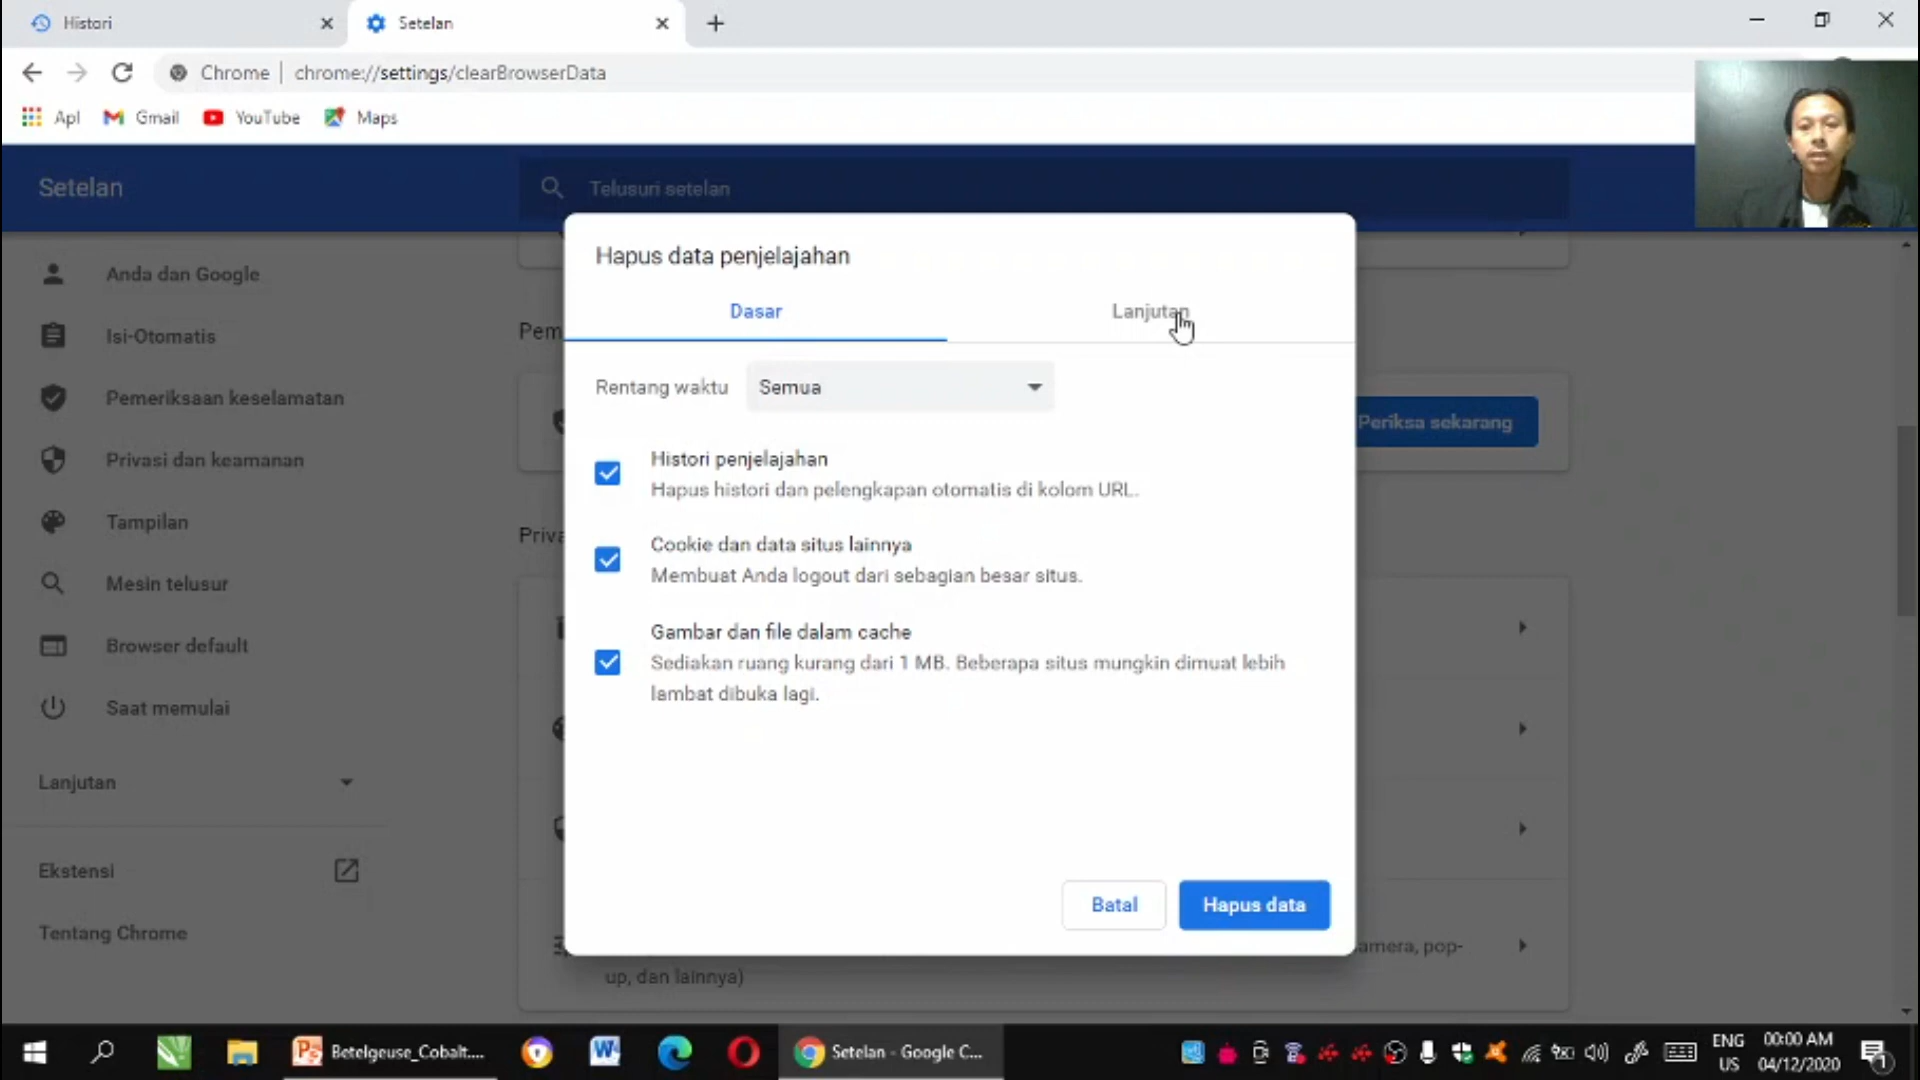 Histori
Setelan
Chrome | chrome://settings/clearBrowserData
Apl
Gmail
YouTube
Maps
Setelan
Telusuri setelan
Anda dan Google
Isi-Otomatis
Pemeriksaan keselamatan
Privasi dan keamanan
Tampilan
Mesin telusur
Browser default
Saat memulai
Lanjutan
Ekstensi
Tentang Chrome
Pem
Periksa sekarang
Priva
Hapus data penjelajahan
Dasar
Lanjutan
Rentang waktu
Semua
Histori penjelajahan
Hapus histori dan pelengkapan otomatis di kolom URL.
Cookie dan data situs lainnya
Membuat Anda logout dari sebagian besar situs.
Gambar dan file dalam cache
Sediakan ruang kurang dari 1 MB. Beberapa situs mungkin dimuat lebih
lambat dibuka lagi.
Batal
Hapus data
amera, pop-
up, dan lainnya)
Betelgeuse_Cobalt....
Setelan - Google C...
ENG
US
00:00 AM
04/12/2020
1